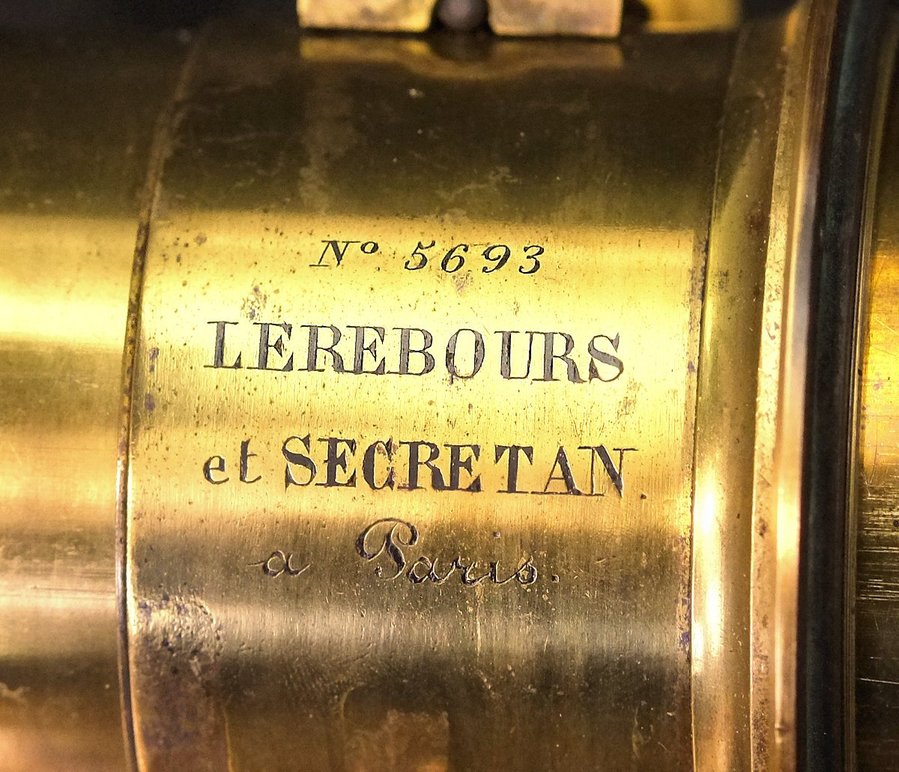 Nº 5693
LEREBOURS
et SECRETAN.
a Paris.